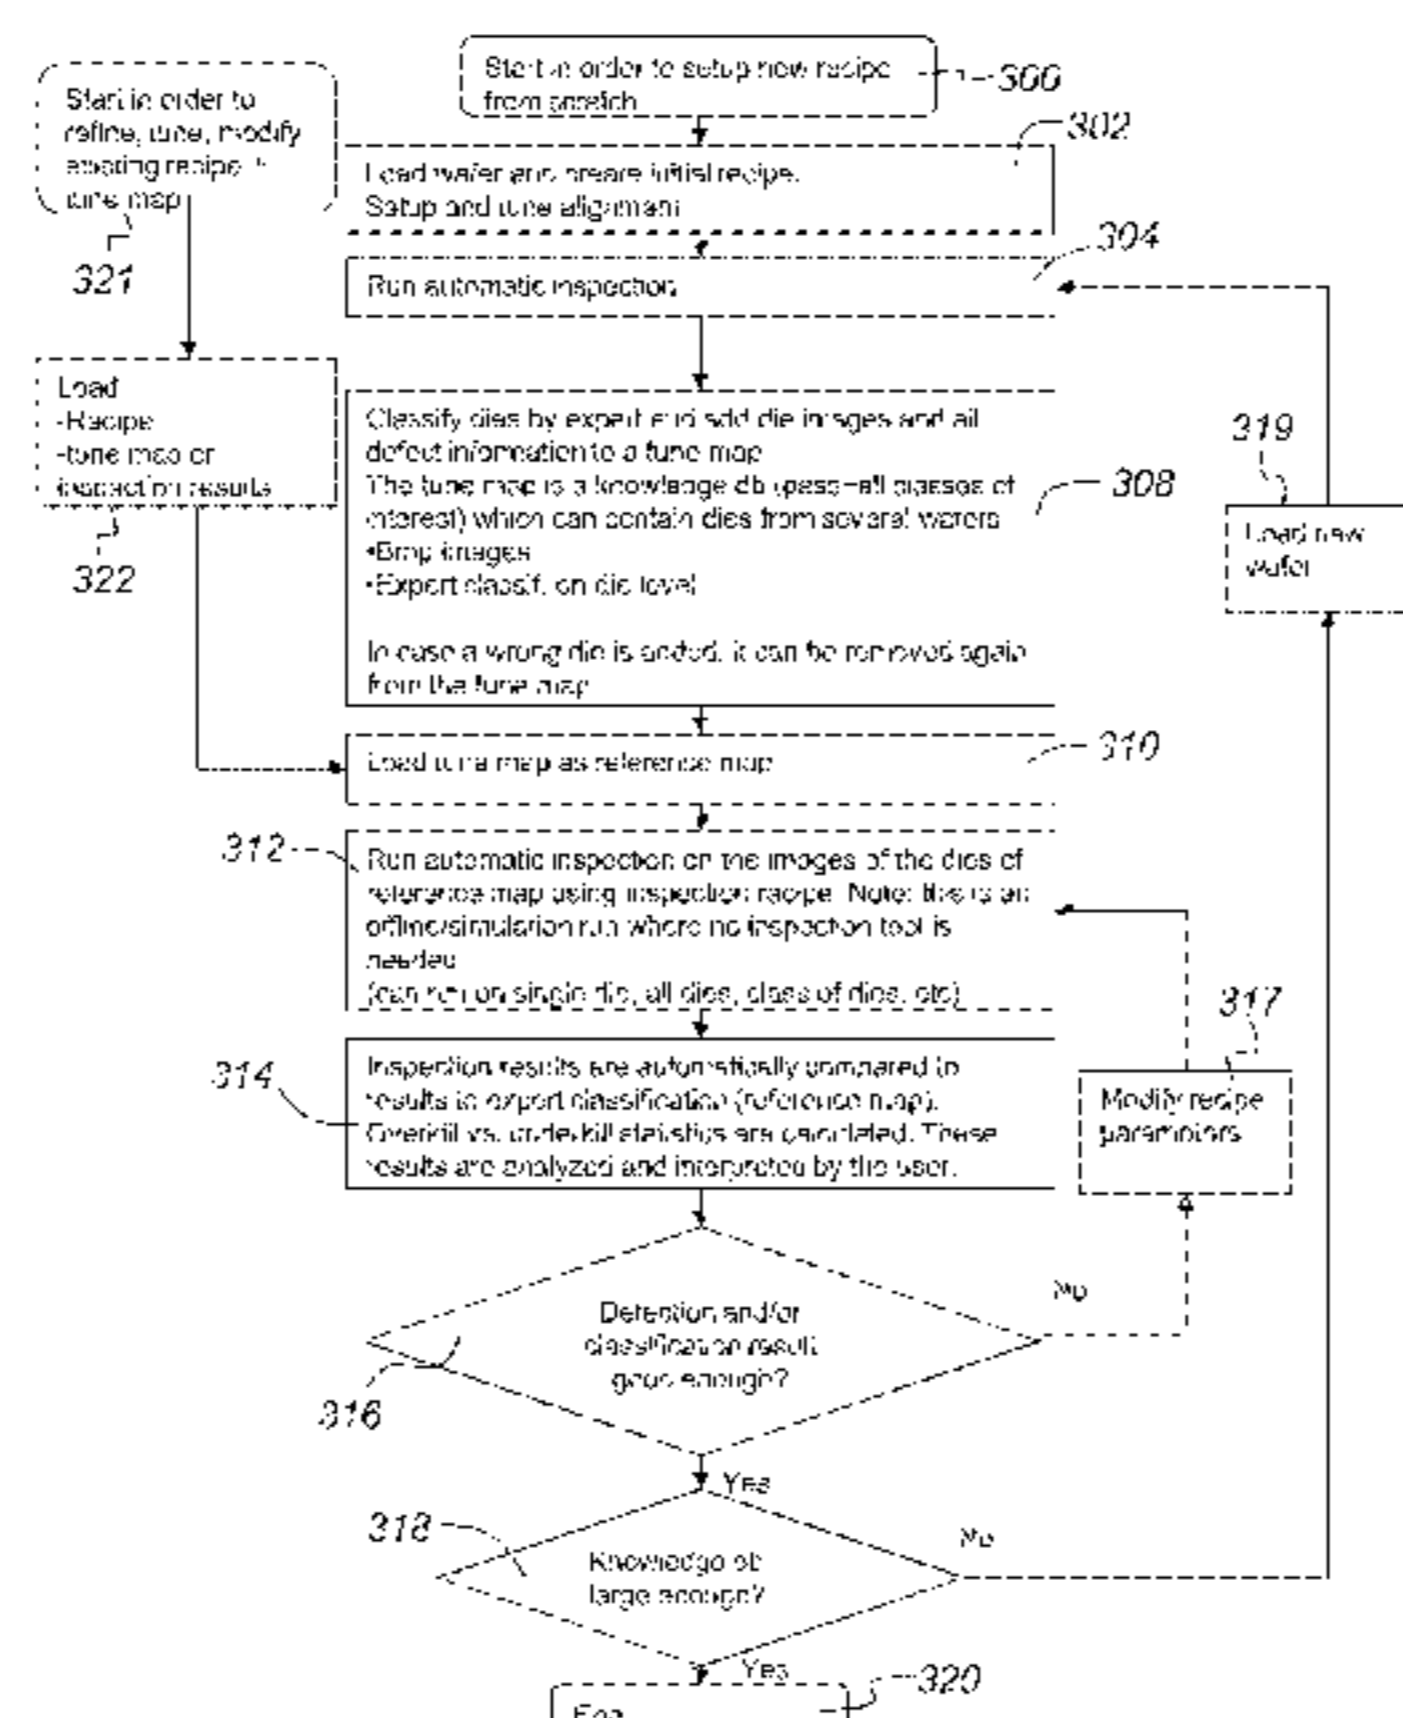 Start in order to setup new recipe
from scratch
300
Start in order to
refine, tune, modify
existing recipe +
tune map
321
302
Load wafer and create initial recipe.
Setup and tune alignment
304
Run automatic inspection
Load
-Recipe
-tune map or
inspection results
322
Classify dies by expert and add die images and all
defect information to a tune map
The tune map is a knowledge db (pass+all classes of
interest) which can contain dies from several wafers
•Bmp images
•Expert classif. on die level
In case a wrong die is added, it can be removed again
from the tune map
308
319
Load new
wafer
Load tune map as reference map
310
312
Run automatic inspection on the images of the dies of
reference map using inspection recipe. Note: this is an
offline/simulation run where no inspection tool is
needed
(can run on single die, all dies, class of dies, etc)
317
Modify recipe
parameters
314
Inspection results are automatically compared to
results to expert classification (reference map).
Overkill vs. underkill statistics are calculated. These
results are analyzed and interpreted by the user.
Detection and/or
classification result
good enough?
No
316
Yes
318
Knowledge db
large enough?
No
Yes
320
End